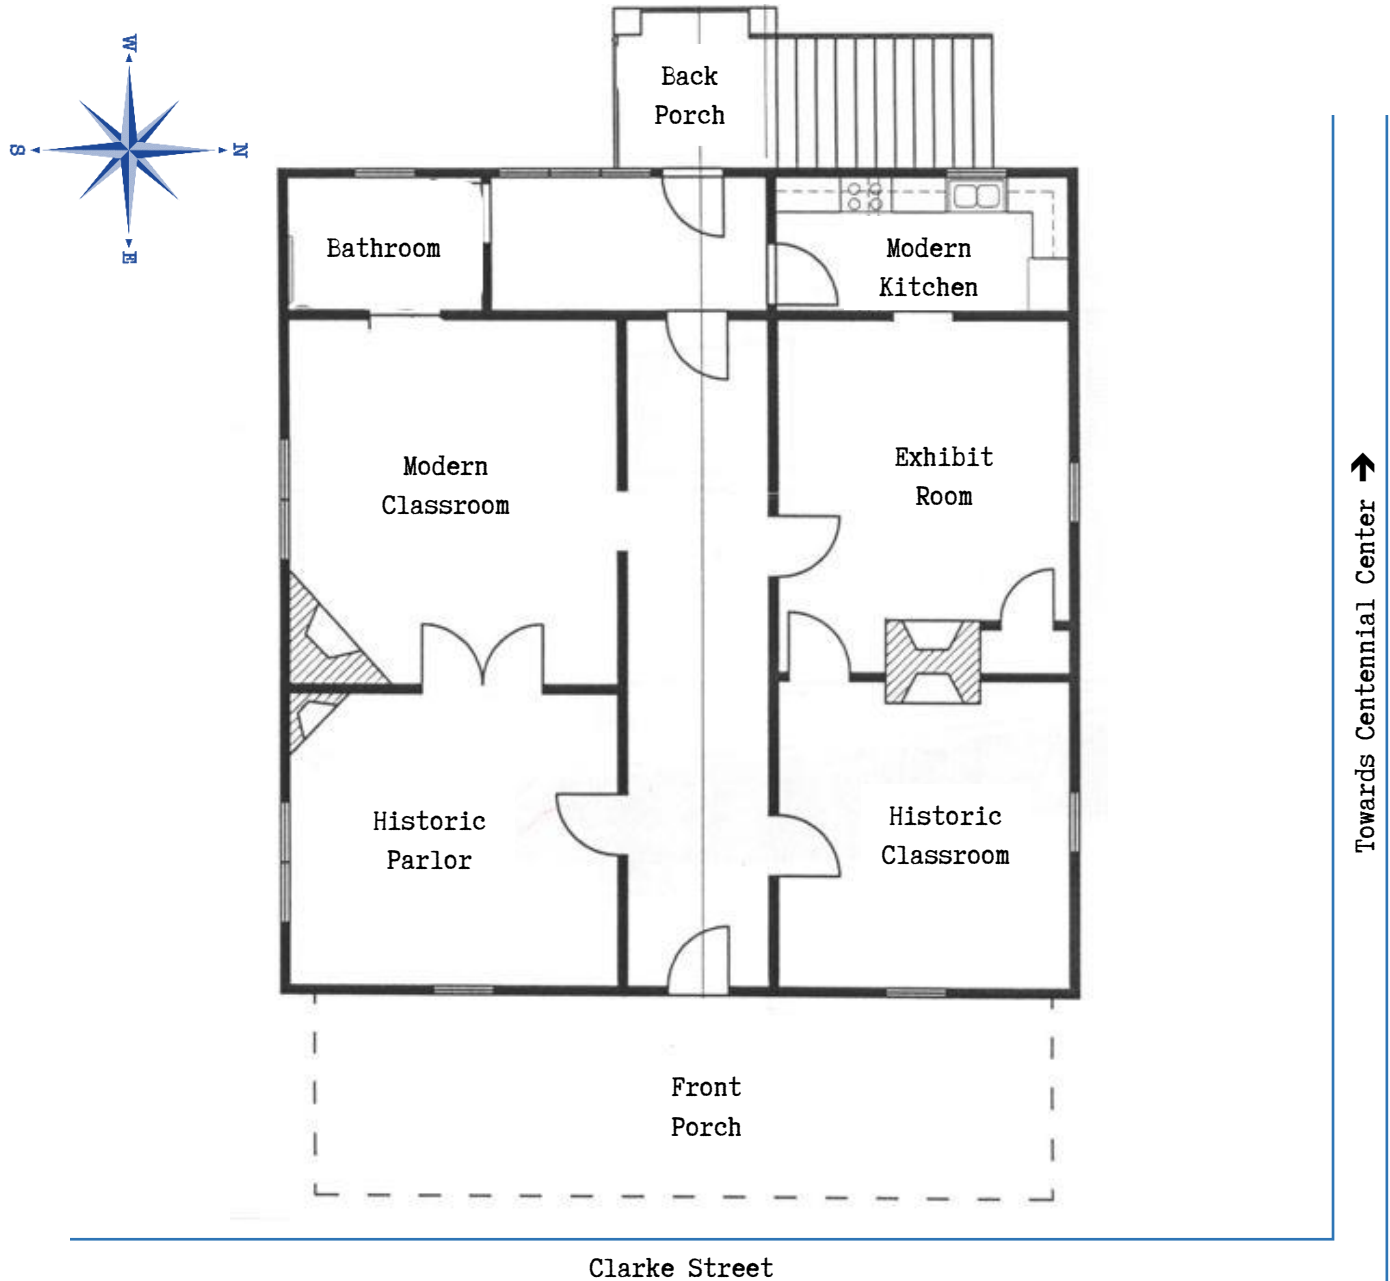 W
S
N
E
Back
Porch
Bathroom
Modern
Kitchen
Modern
Classroom
Exhibit
Room
Towards Centennial Center →
Historic
Parlor
Historic
Classroom
Front
Porch
Clarke Street